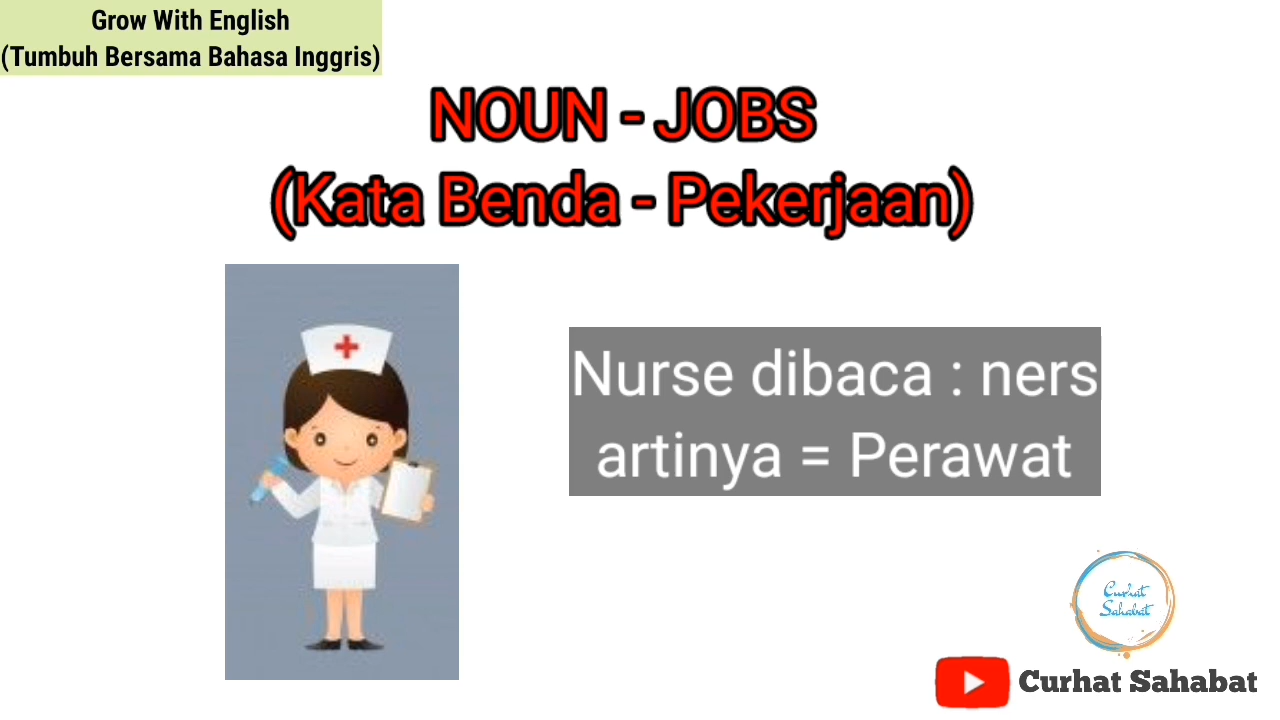 Grow With English
(Tumbuh Bersama Bahasa Inggris)
NOUN - JOBS
(Kata Benda - Pekerjaan)
Nurse dibaca : ners
artinya = Perawat
Curhat
Sahabat
Curhat Sahabat